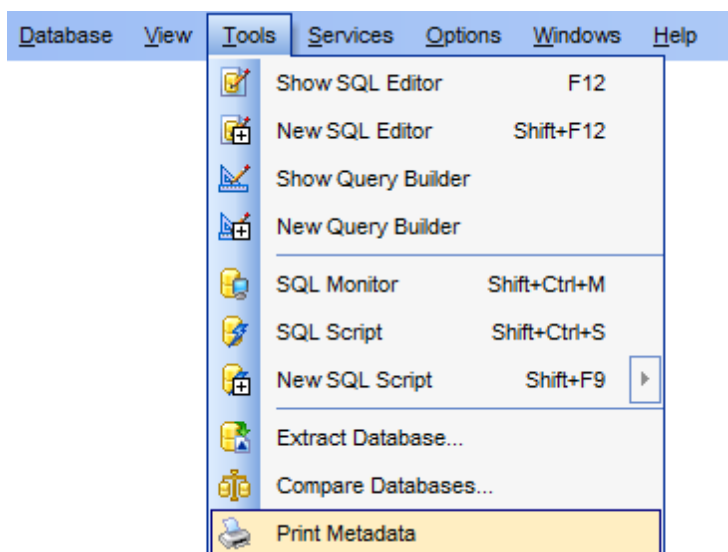 Database View Tools Services Options Windows Help
Show SQL Editor F12
New SQL Editor Shift+F12
Show Query Builder
New Query Builder
SQL Monitor Shift+Ctrl+M
SQL Script Shift+Ctrl+S
New SQL Script Shift+F9
Extract Database...
Compare Databases...
Print Metadata